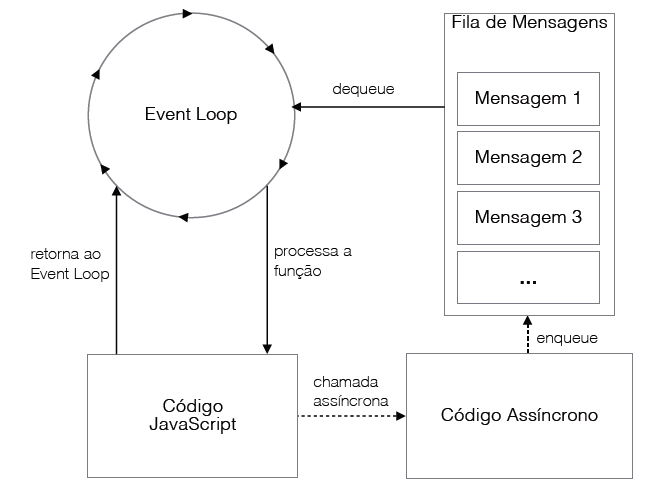 Fila de Mensagens
dequeue
Event Loop
Mensagem 1
Mensagem 2
Mensagem 3
...
retorna ao
Event Loop
processa a
função
enqueue
chamada
assíncrona
Código
JavaScript
Código Assíncrono